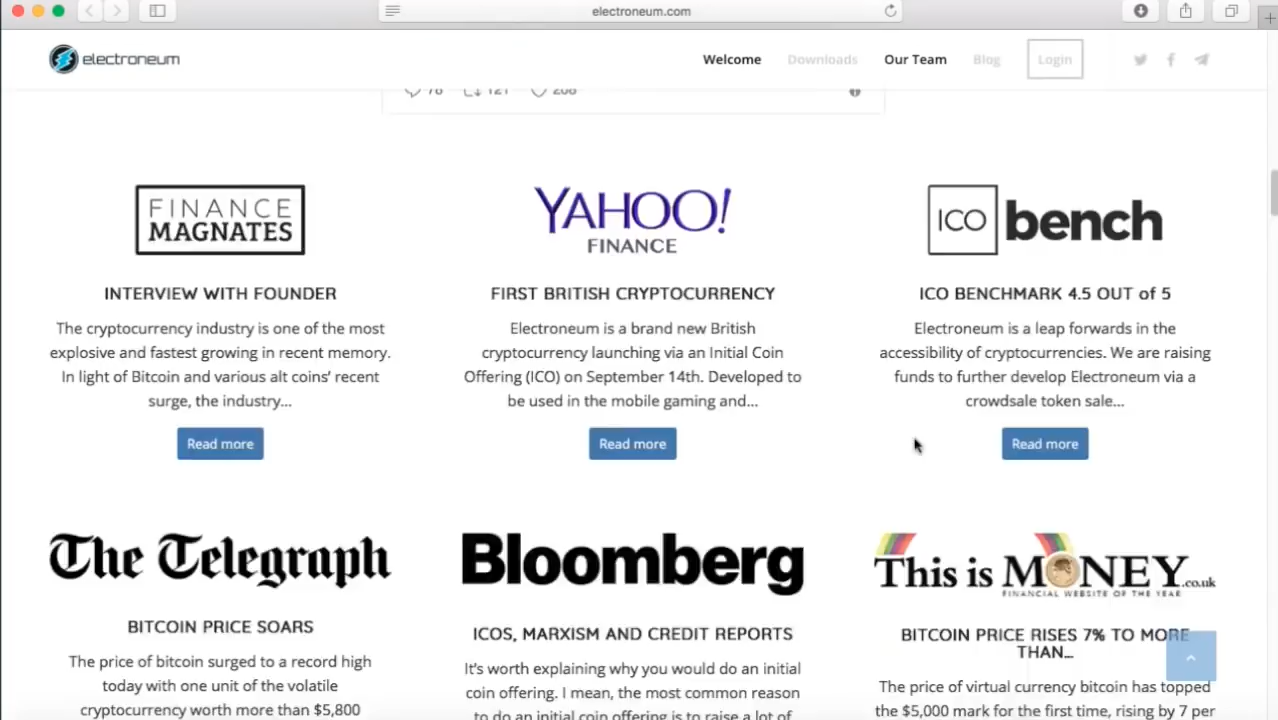 electroneum.com
electroneum
Welcome
Downloads
Our Team
Blog
Login
78 121 208
FINANCE
MAGNATES
INTERVIEW WITH FOUNDER
The cryptocurrency industry is one of the most
explosive and fastest growing in recent memory.
In light of Bitcoin and various alt coins' recent
surge, the industry...
Read more
YAHOO!
FINANCE
FIRST BRITISH CRYPTOCURRENCY
Electroneum is a brand new British
cryptocurrency launching via an Initial Coin
Offering (ICO) on September 14th. Developed to
be used in the mobile gaming and...
Read more
ICO bench
ICO BENCHMARK 4.5 OUT of 5
Electroneum is a leap forwards in the
accessibility of cryptocurrencies. We are raising
funds to further develop Electroneum via a
crowdsale token sale...
Read more
The Telegraph
BITCOIN PRICE SOARS
The price of bitcoin surged to a record high
today with one unit of the volatile
cryptocurrency worth more than $5,800
Bloomberg
ICOS, MARXISM AND CREDIT REPORTS
It's worth explaining why you would do an initial
coin offering. I mean, the most common reason
to do an initial coin offering is to raise a lot of
This is MONEY.co.uk
FINANCIAL WEBSITE OF THE YEAR
BITCOIN PRICE RISES 7% TO MORE
THAN...
The price of virtual currency bitcoin has topped
the $5,000 mark for the first time, rising by 7 per